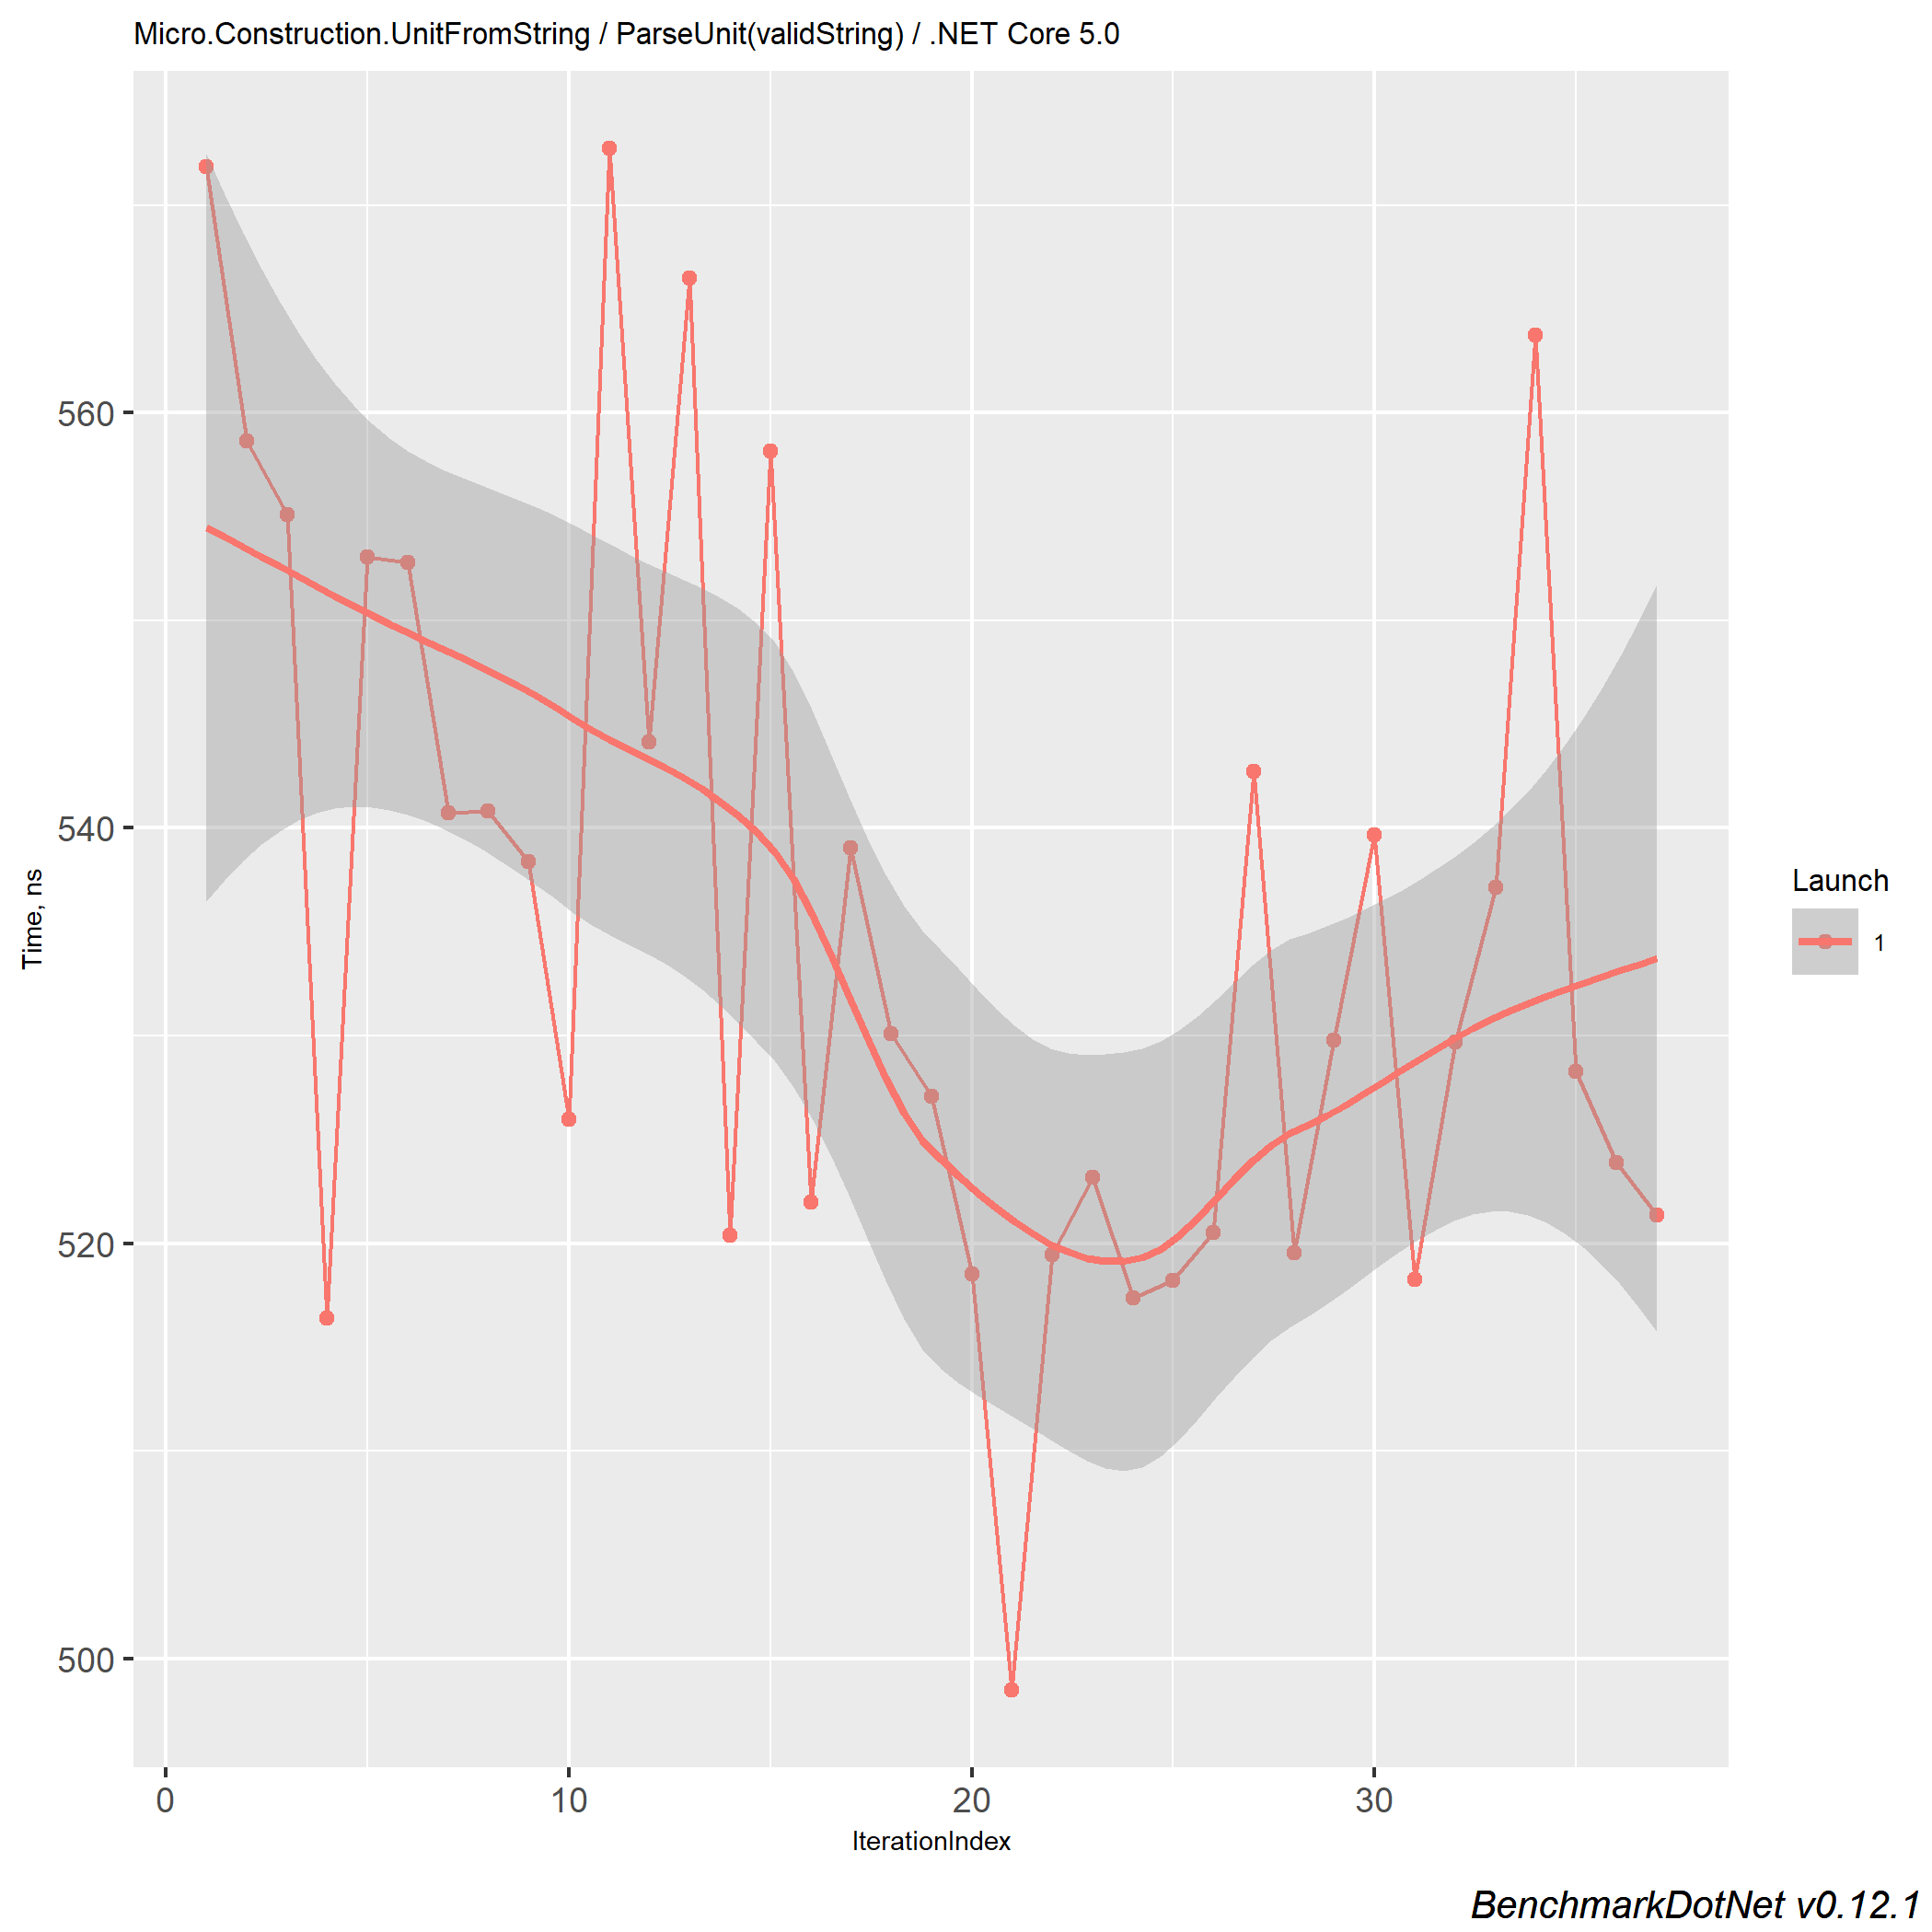 Micro.Construction.UnitFromString / ParseUnit(validString) / .NET Core 5.0
560
540
520
500
Time, ns
0 10 20 30
IterationIndex
Launch
1
BenchmarkDotNet v0.12.1